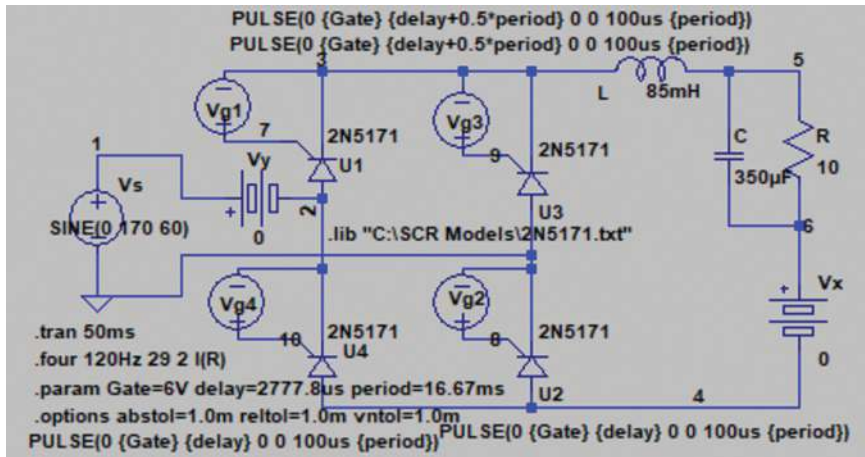 PULSE(0 {Gate} {delay+0.5*period} 0 0 100us {period})
PULSE(0 {Gate} {delay+0.5*period} 0 0 100us {period})
3
5
Vg1
L
85mH
7
2N5171
Vg3
2N5171
1
Vy
U1
9
C
R
Vs
350µF
10
SINE(0 170 60)
2
U3
6
0
.lib "C:\SCR Models\2N5171.txt"
Vx
Vg4
Vg2
.tran 50ms
10
2N5171
8
2N5171
.four 120Hz 29 2 I(R)
U4
0
.param Gate=6V delay=2777.8us period=16.67ms
U2
4
.options abstol=1.0m reltol=1.0m vntol=1.0m
PULSE(0 {Gate} {delay} 0 0 100us {period})
PULSE(0 {Gate} {delay} 0 0 100us {period})